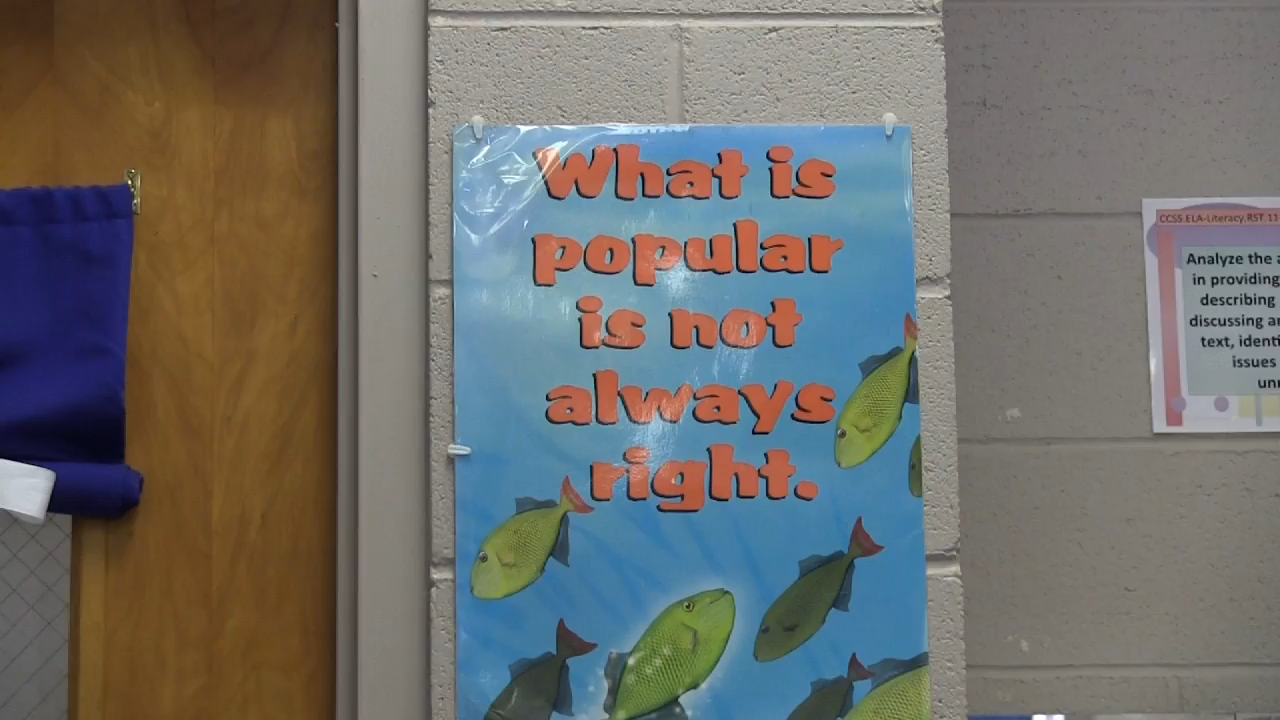 What is
popular
is not
always
right.
CCSS.ELA-Literacy.RST.11
Analyze the
in providing
describing
discussing
text,
issues